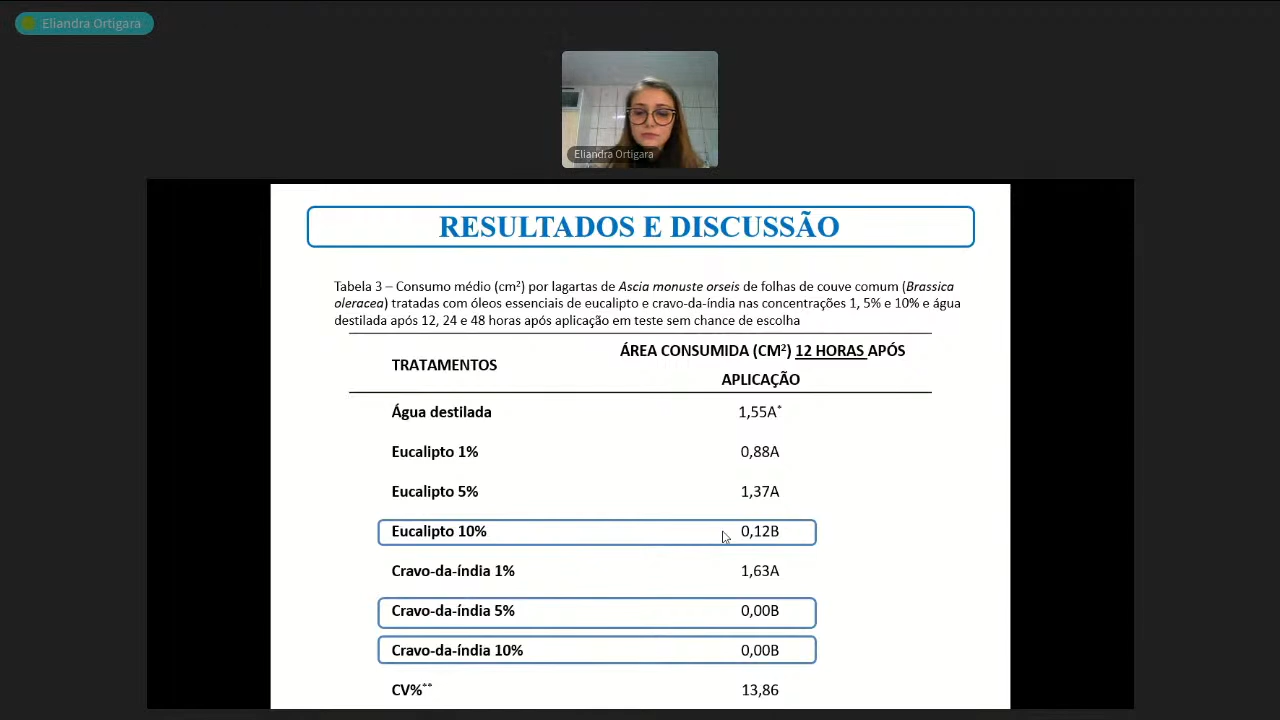 Eliandra Ortigara
Eliandra Ortigara
RESULTADOS E DISCUSSÃO
Tabela 3 – Consumo médio (cm²) por lagartas de Ascia monuste orseis de folhas de couve comum (Brassica
oleracea) tratadas com óleos essenciais de eucalipto e cravo-da-índia nas concentrações 1, 5% e 10% e água
destilada após 12, 24 e 48 horas após aplicação em teste sem chance de escolha
TRATAMENTOS
ÁREA CONSUMIDA (CM²) 12 HORAS APÓS
APLICAÇÃO
Água destilada 1,55A*
Eucalipto 1% 0,88A
Eucalipto 5% 1,37A
Eucalipto 10% 0,12B
Cravo-da-índia 1% 1,63A
Cravo-da-índia 5% 0,00B
Cravo-da-índia 10% 0,00B
CV%** 13,86